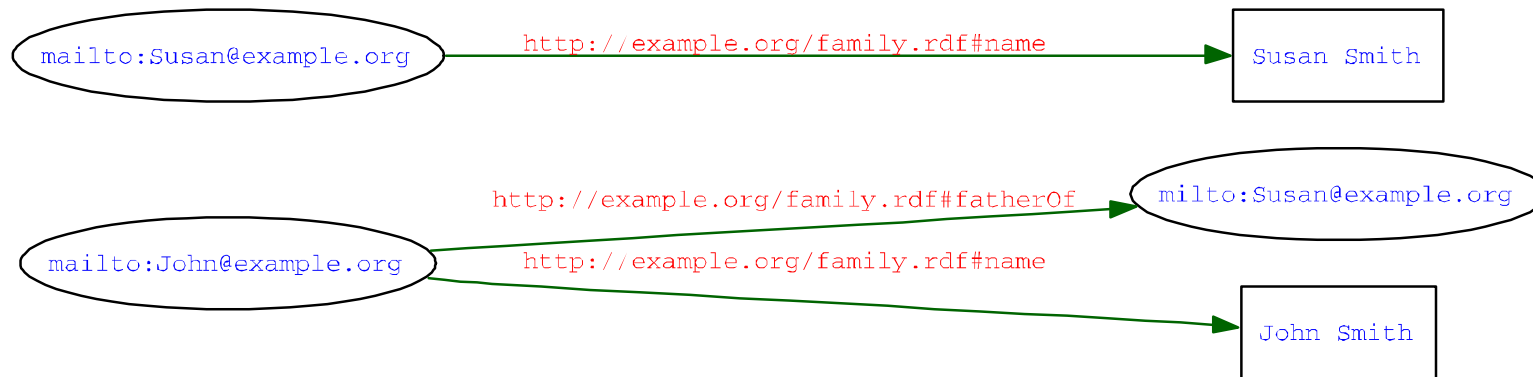 mailto:Susan@example.org http://example.org/family.rdf#name Susan Smith
http://example.org/family.rdf#fatherOf milto:Susan@example.org
mailto:John@example.org http://example.org/family.rdf#name
John Smith